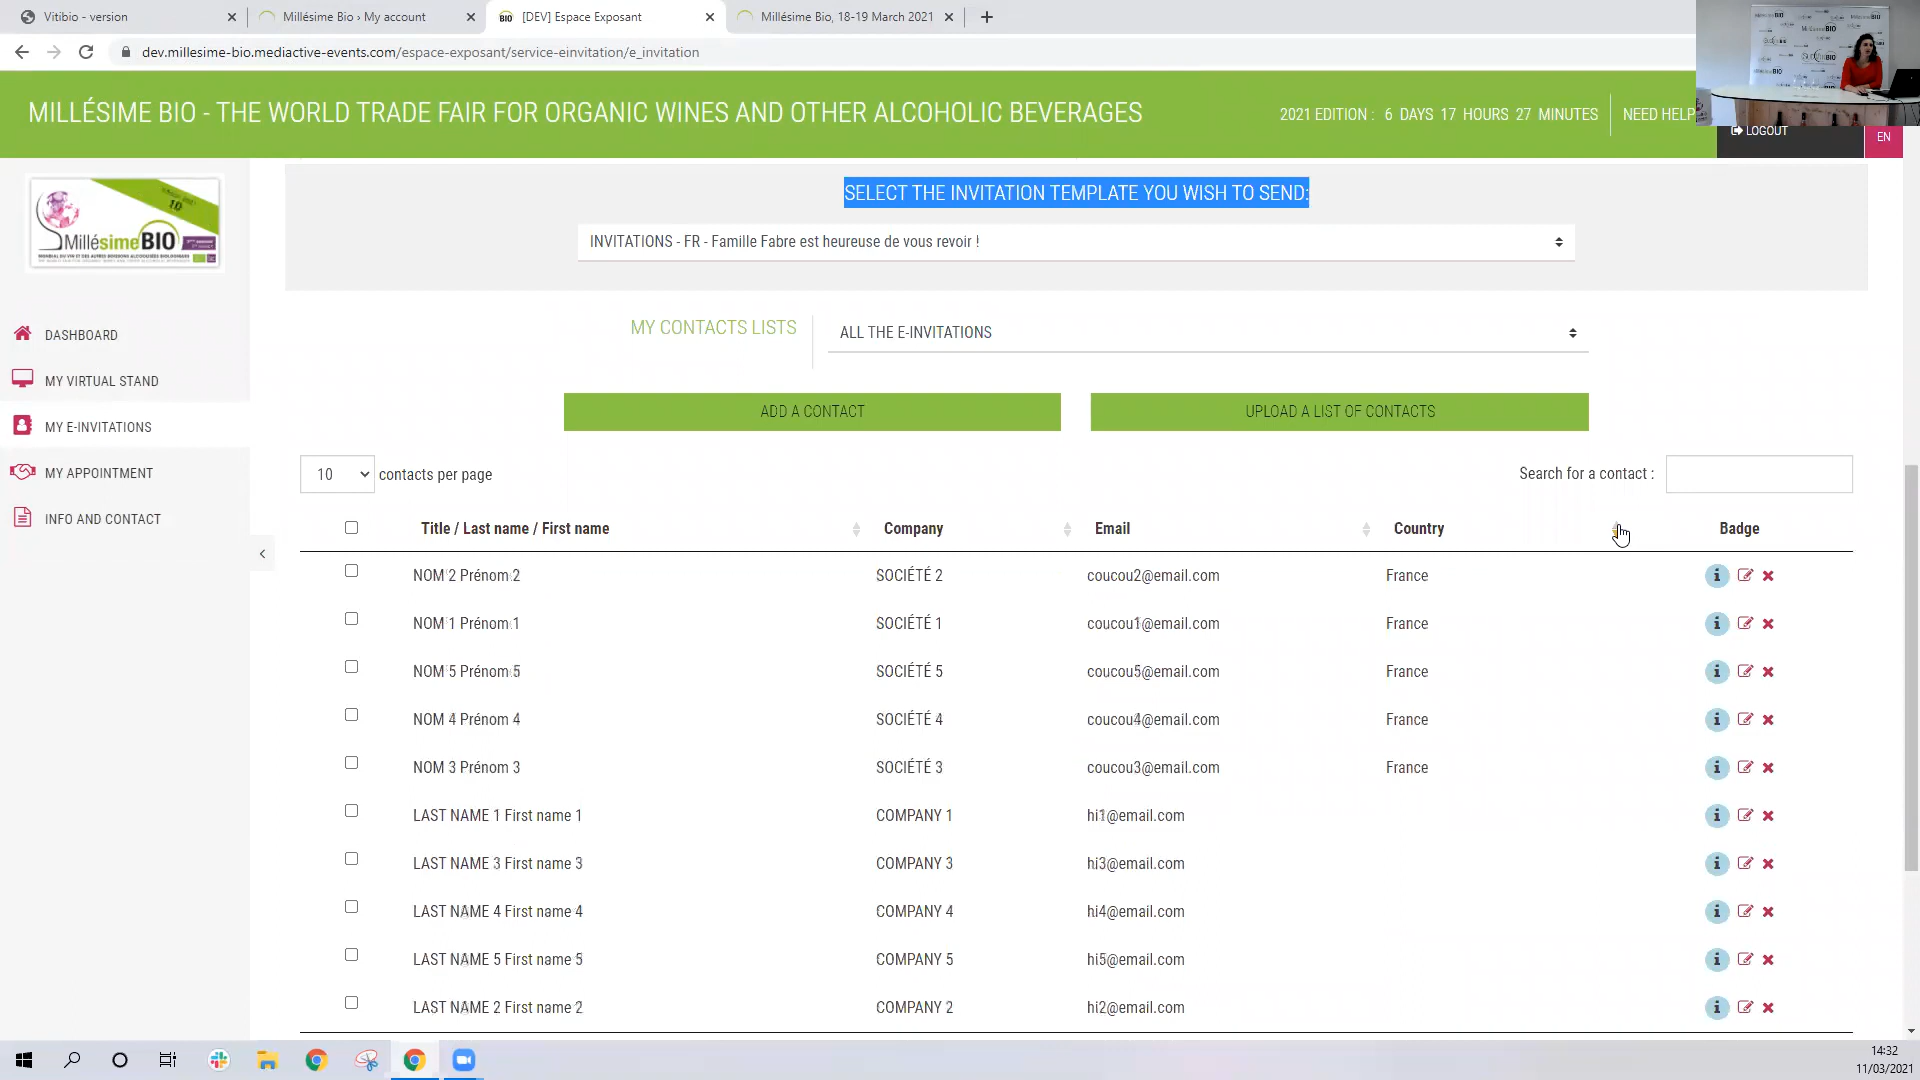 Vitibio - version
Millésime Bio › My account
BIO [DEV] Espace Exposant
Millésime Bio, 18-19 March 2021
dev.millesime-bio.mediactive-events.com/espace-exposant/service-einvitation/e_invitation
MILLÉSIME BIO - THE WORLD TRADE FAIR FOR ORGANIC WINES AND OTHER ALCOHOLIC BEVERAGES
2021 EDITION : 6 DAYS 17 HOURS 27 MINUTES
NEED HELP
LOGOUT
EN
MillésimeBIO
DASHBOARD
MY VIRTUAL STAND
MY E-INVITATIONS
MY APPOINTMENT
INFO AND CONTACT
SELECT THE INVITATION TEMPLATE YOU WISH TO SEND:
INVITATIONS - FR - Famille Fabre est heureuse de vous revoir !
MY CONTACTS LISTS
ALL THE E-INVITATIONS
ADD A CONTACT
UPLOAD A LIST OF CONTACTS
10 contacts per page
Search for a contact :
Title / Last name / First name Company Email Country Badge
NOM 2 Prénom 2 SOCIÉTÉ 2 coucou2@email.com France
NOM 1 Prénom 1 SOCIÉTÉ 1 coucou1@email.com France
NOM 5 Prénom 5 SOCIÉTÉ 5 coucou5@email.com France
NOM 4 Prénom 4 SOCIÉTÉ 4 coucou4@email.com France
NOM 3 Prénom 3 SOCIÉTÉ 3 coucou3@email.com France
LAST NAME 1 First name 1 COMPANY 1 hi1@email.com
LAST NAME 3 First name 3 COMPANY 3 hi3@email.com
LAST NAME 4 First name 4 COMPANY 4 hi4@email.com
LAST NAME 5 First name 5 COMPANY 5 hi5@email.com
LAST NAME 2 First name 2 COMPANY 2 hi2@email.com
14:32
11/03/2021